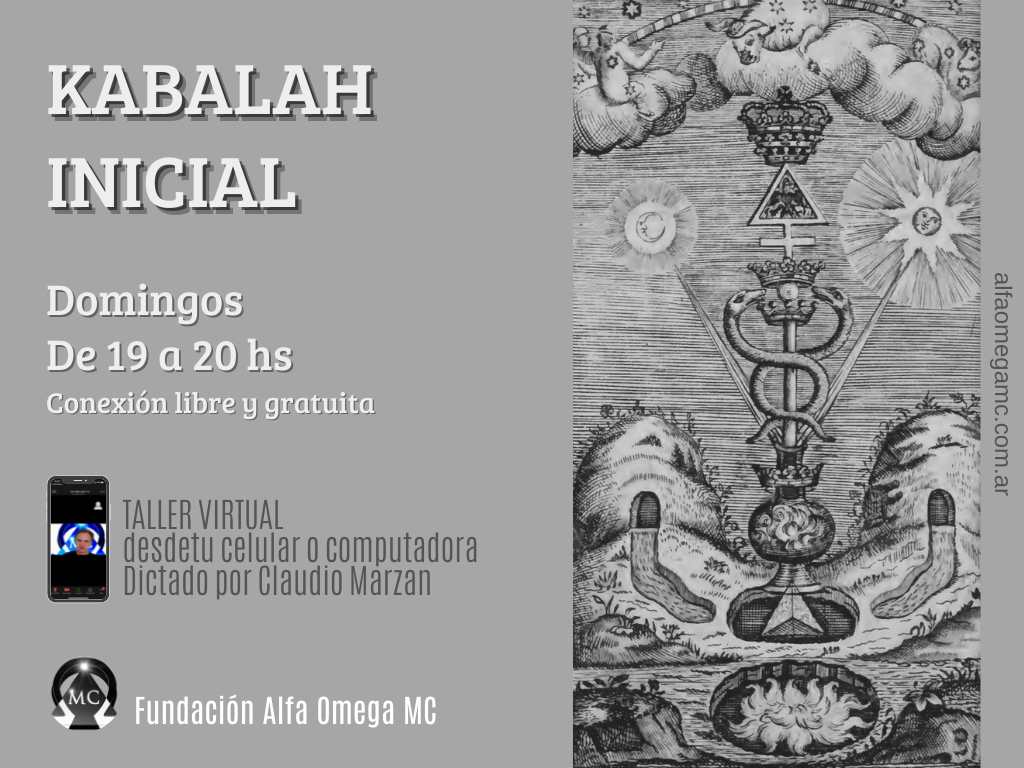 KABALAH
INICIAL
Domingos
De 19 a 20 hs
Conexión libre y gratuita
TALLER VIRTUAL
desdetu celular o computadora
Dictado por Claudio Marzan
MC
Fundación Alfa Omega MC
alfaomegamc.com.ar